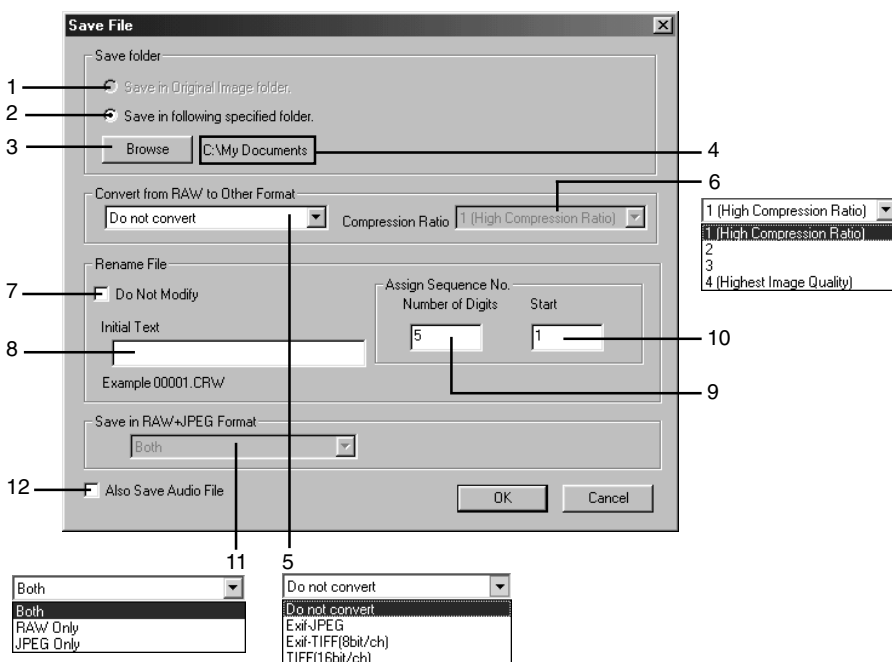 Save File
Save folder
1
Save in Original Image folder.
2
Save in following specified folder.
3
Browse
C:\My Documents
4
Convert from RAW to Other Format
6
Do not convert
Compression Ratio
1 (High Compression Ratio)
1 (High Compression Ratio)
1 (High Compression Ratio)
2
3
4 (Highest Image Quality)
Rename File
7
Do Not Modify
Assign Sequence No.
Number of Digits
Start
Initial Text
5
1
8
10
Example 00001.CRW
9
Save in RAW+JPEG Format
Both
12
Also Save Audio File
OK
Cancel
11
5
Both
Both
RAW Only
JPEG Only
Do not convert
Do not convert
Exif-JPEG
Exif-TIFF(8bit/ch)
TIFF(16bit/ch)